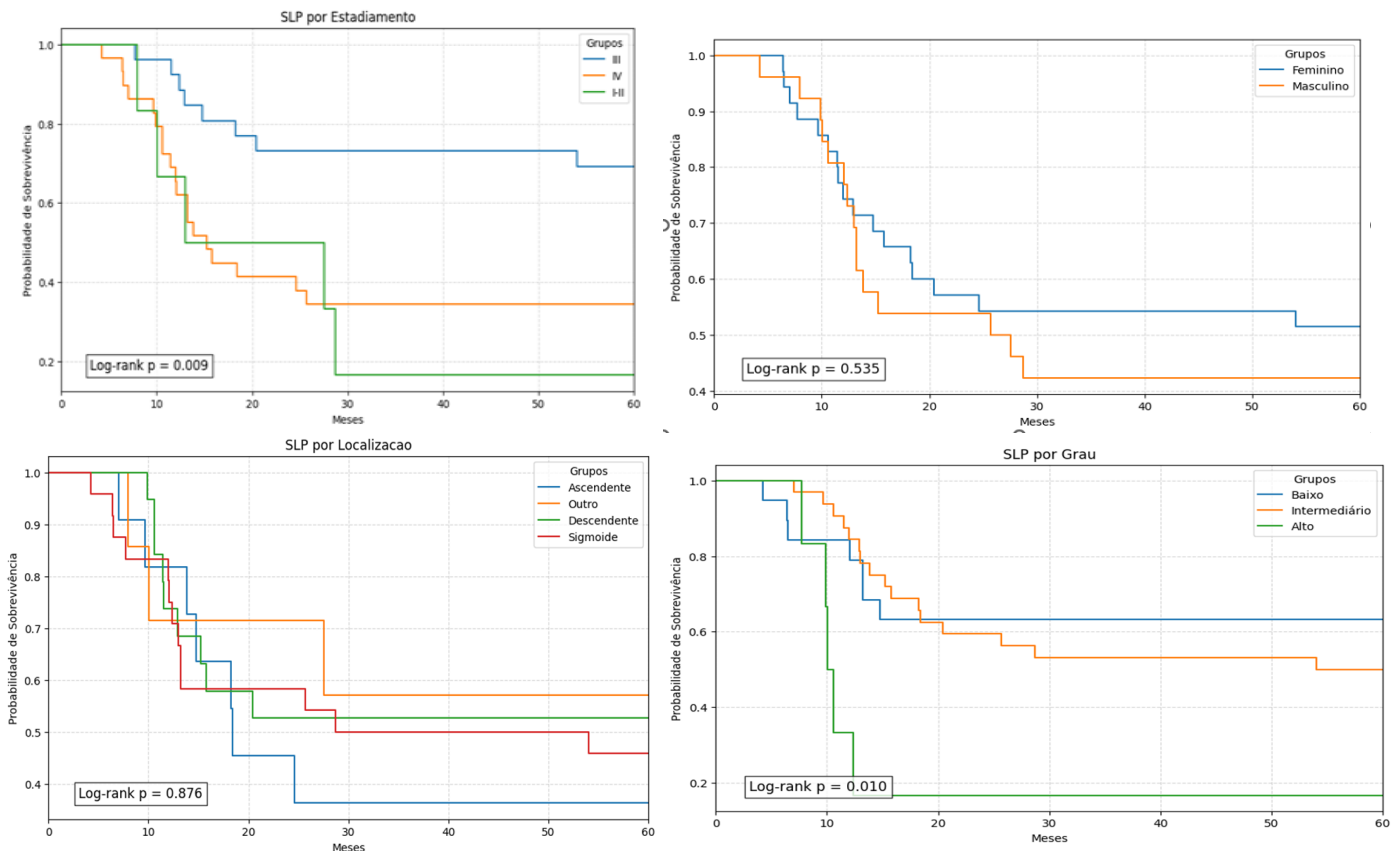 SLP por Estadiamento
Probabilidade de Sobrevivência
1.0
0.8
0.6
0.4
0.2
Grupos
III
IV
I-II
Log-rank p = 0.009
0 10 20 30 40 50 60
Meses
Probabilidade de Sobrevivência
1.0
0.9
0.8
0.7
0.6
0.5
0.4
Grupos
Feminino
Masculino
Log-rank p = 0.535
0 10 20 30 40 50 60
Meses
SLP por Localizacao
Probabilidade de Sobrevivência
1.0
0.9
0.8
0.7
0.6
0.5
0.4
Grupos
Ascendente
Outro
Descendente
Sigmoide
Log-rank p = 0.876
0 10 20 30 40 50 60
Meses
SLP por Grau
Probabilidade de Sobrevivência
1.0
0.8
0.6
0.4
0.2
Grupos
Baixo
Intermediário
Alto
Log-rank p = 0.010
0 10 20 30 40 50 60
Meses